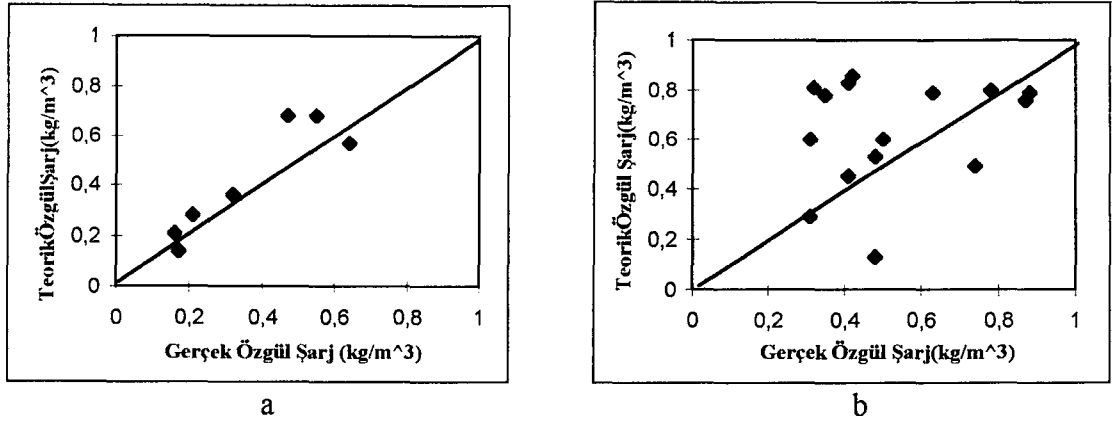 1
0,8
0,6
0,4
0,2
0
TeorikÖzgülŞarj(kg/m^3)
0 0,2 0,4 0,6 0,8 1
Gerçek Özgül Şarj (kg/m^3)
a
1
0,8
0,6
0,4
0,2
0
TeorikÖzgül Şarj(kg/m^3)
0 0,2 0,4 0,6 0,8 1
Gerçek Özgül Şarj(kg/m^3)
b